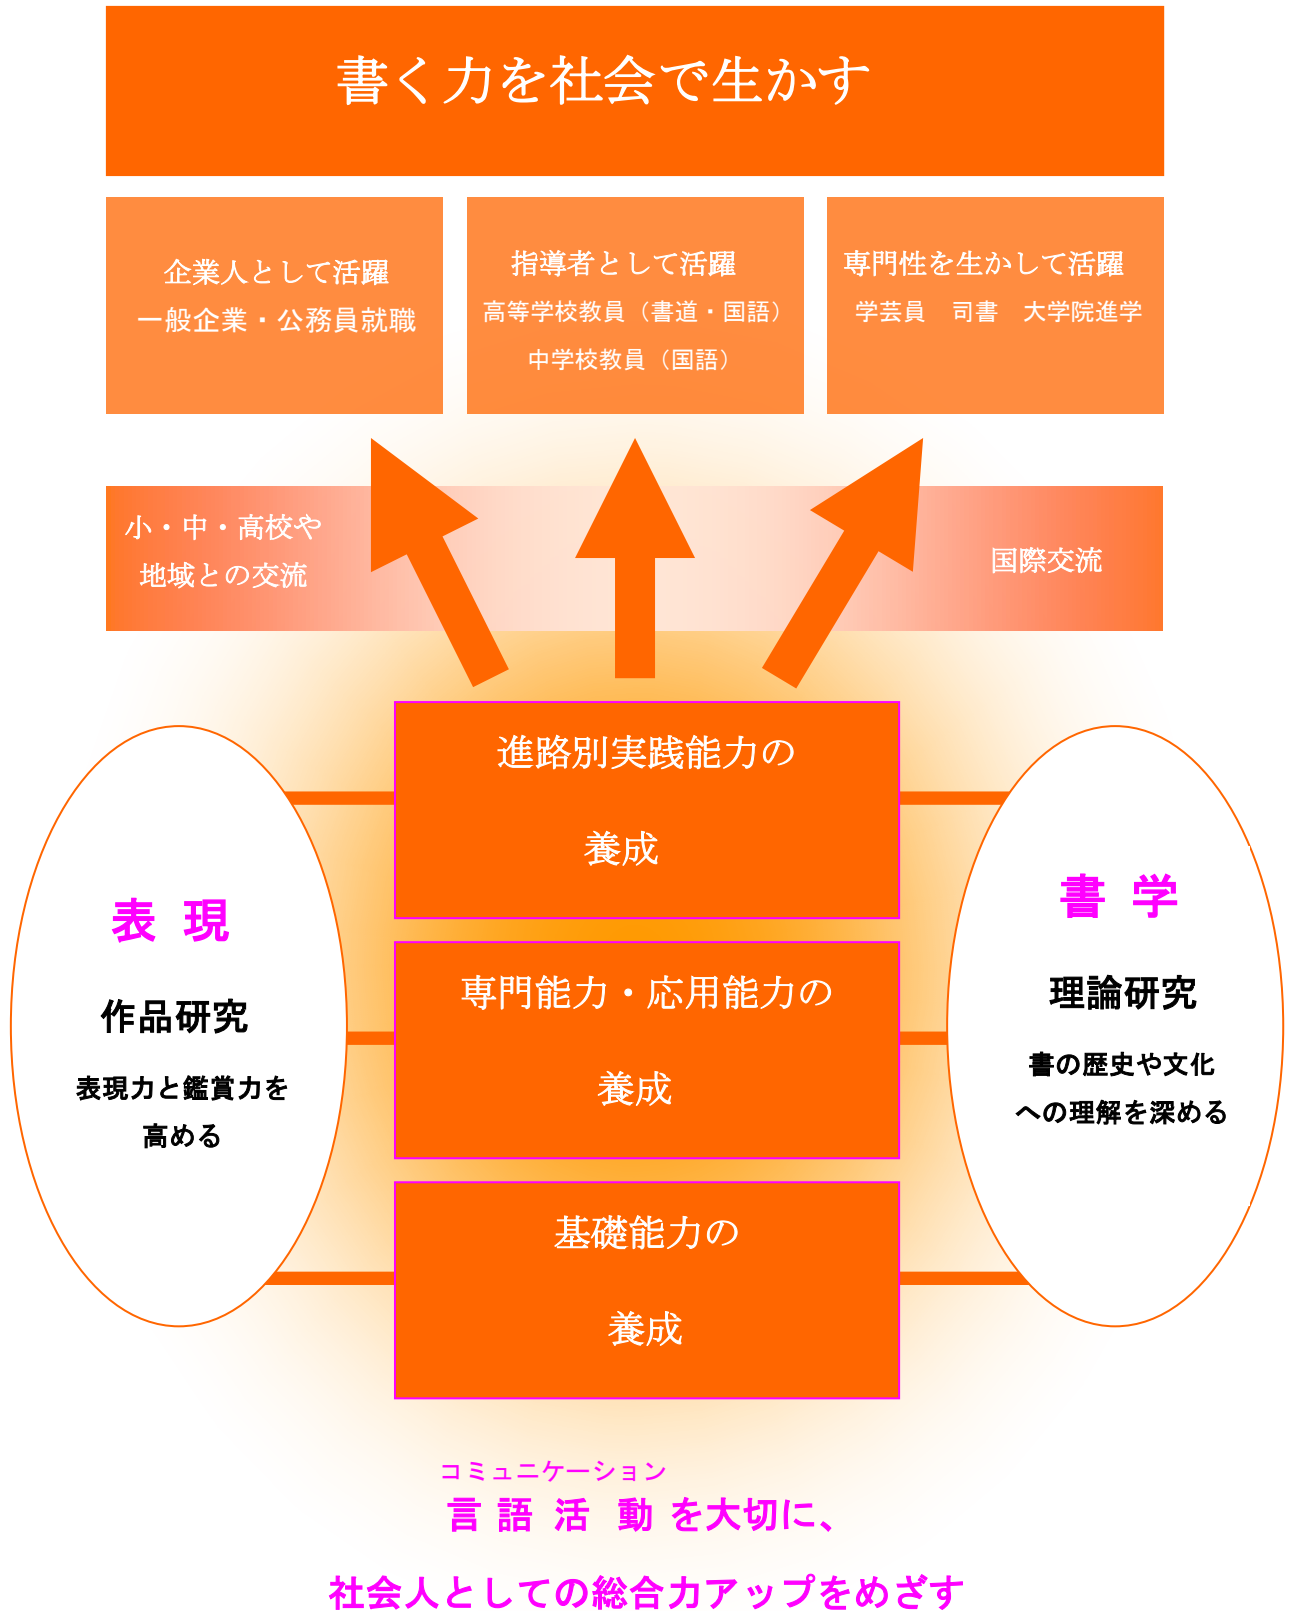 書く力を社会で生かす
企業人として活躍
一般企業・公務員就職
指導者として活躍
高等学校教員（書道・国語）
中学校教員（国語）
専門性を生かして活躍
学芸員　司書　大学院進学
小・中・高校や
地域との交流
国際交流
進路別実践能力の
養成
表 現
作品研究
表現力と鑑賞力を
高める
専門能力・応用能力の
養成
書 学
理論研究
書の歴史や文化
への理解を深める
基礎能力の
養成
コミュニケーション
言 語 活 動 を大切に、
社会人としての総合力アップをめざす